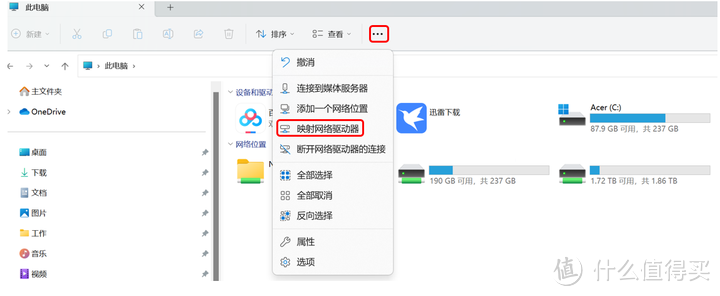 此电脑
新建
排序
查看
此电脑
撤消
连接到媒体服务器
添加一个网络位置
映射网络驱动器
断开网络驱动器的连接
全部选择
全部取消
反向选择
属性
选项
主文件夹
OneDrive
桌面
下载
文档
图片
工作
音乐
视频
设备和驱动
迅雷下载
Acer (C:)
87.9 GB 可用，共 237 GB
网络位置
190 GB 可用，共 237 GB
1.72 TB 可用，共 1.86 TB
值 什么值得买